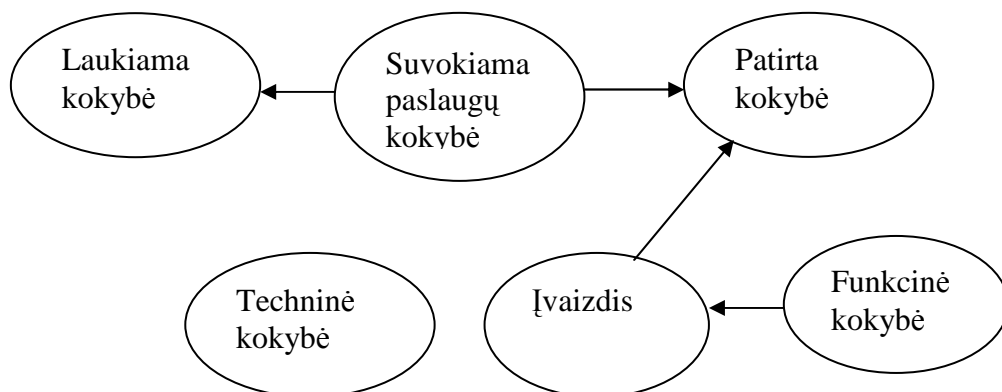 Laukiama
kokybė
Suvokiama
paslaugų
kokybė
Patirta
kokybė
Techninė
kokybė
Įvaizdis
Funkcinė
kokybė